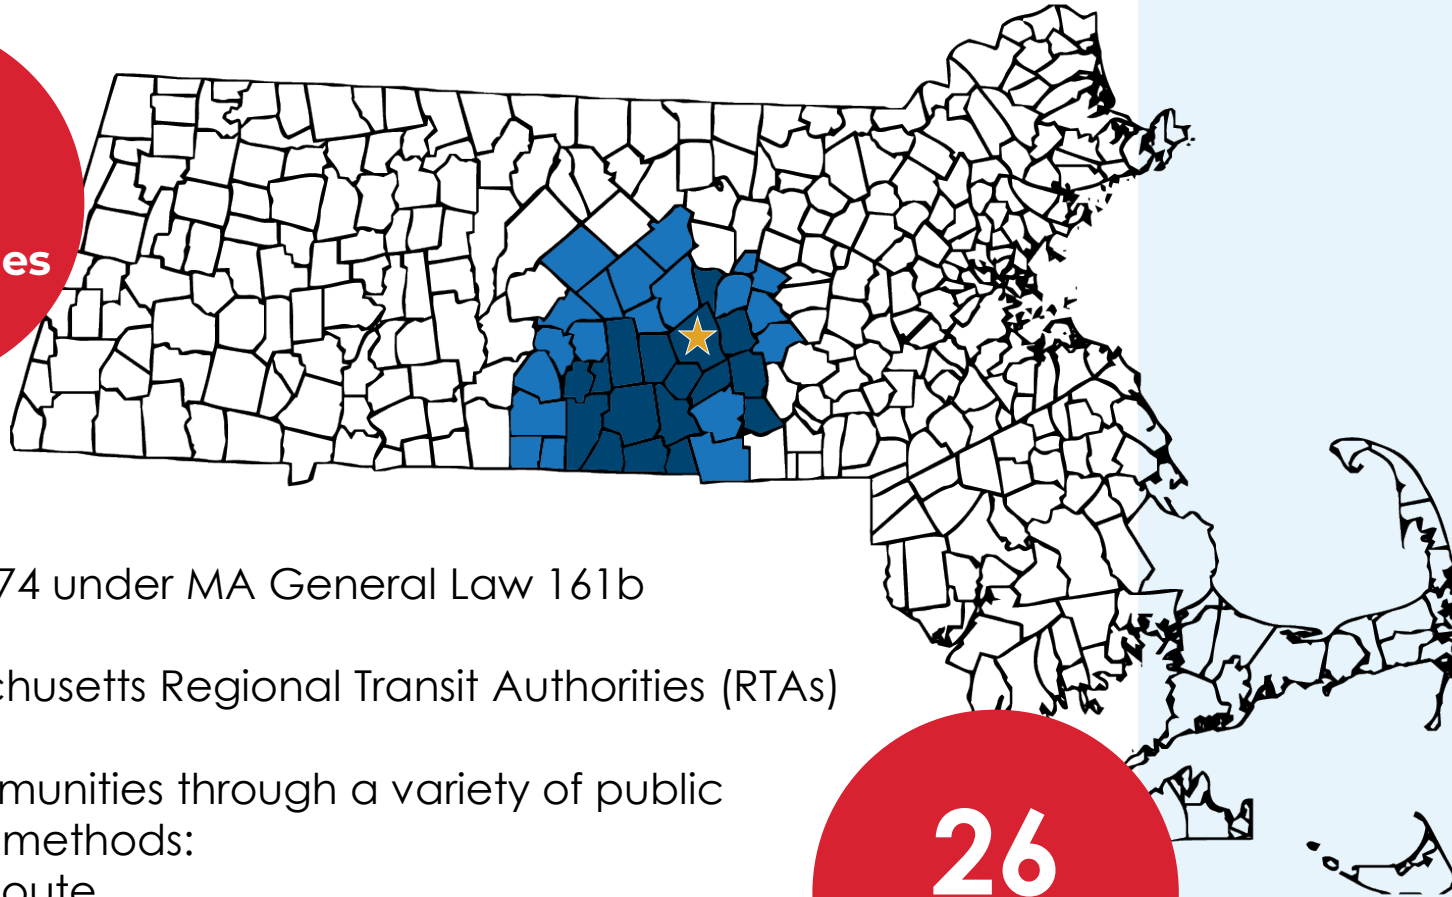 es
74 under MA General Law 161b
chusetts Regional Transit Authorities (RTAs)
munities through a variety of public
methods:
oute
26